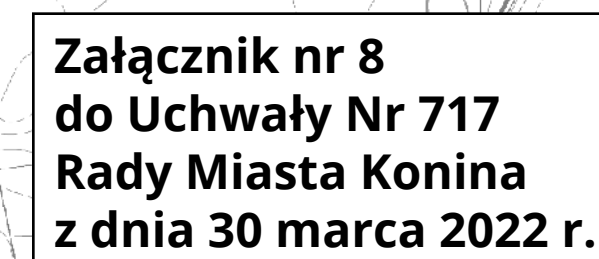 Załącznik nr 8
do Uchwały Nr 717
Rady Miasta Konina
z dnia 30 marca 2022 r.